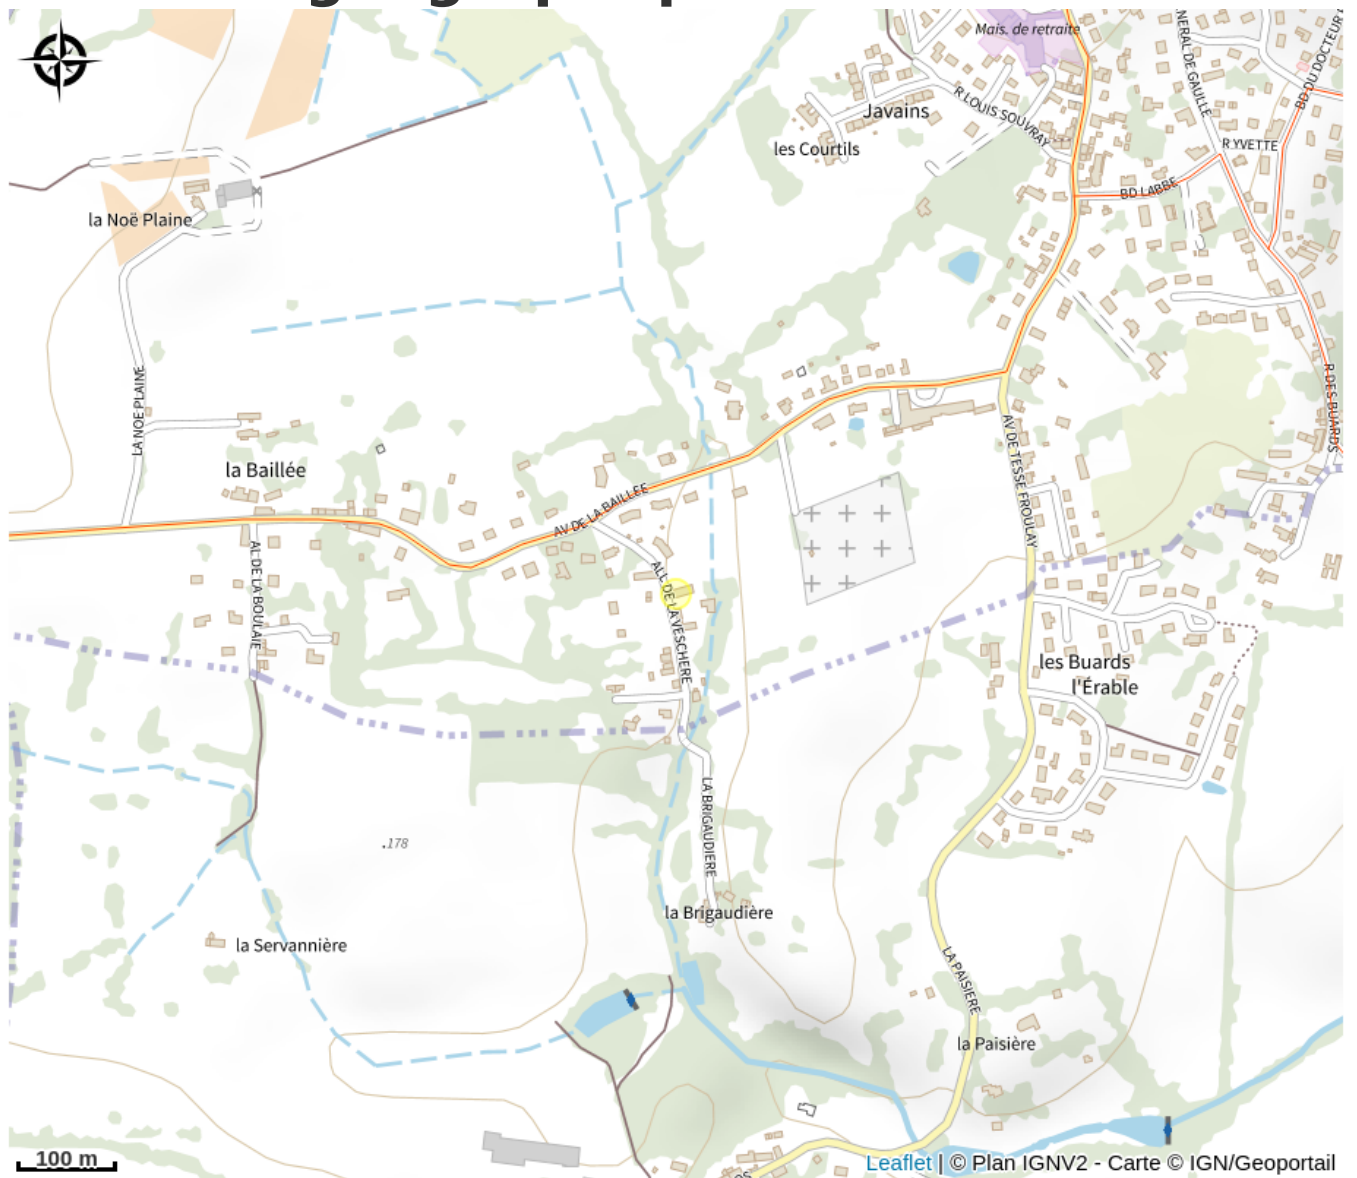 Mais. de retraite
NERAL DE GAULLE
BD DU DOCTEUR
Javains
R LOUIS SOUVRAY
les Courtils
R YVETTE
BD LABBE
la Noë Plaine
LA NOE PLAINE
R DES BUARDS
AV DE TESSE FROULAY
la Baillée
AV DE LA BAILLEE
AL DE LA BOULAIE
ALL DE LA VESCHERE
les Buards
l'Érable
LA BRIGAUDIERE
.178
la Brigaudière
la Servannière
LA PAISIERE
la Paisière
100 m
Leaflet | © Plan IGNV2 - Carte © IGN/Geoportail